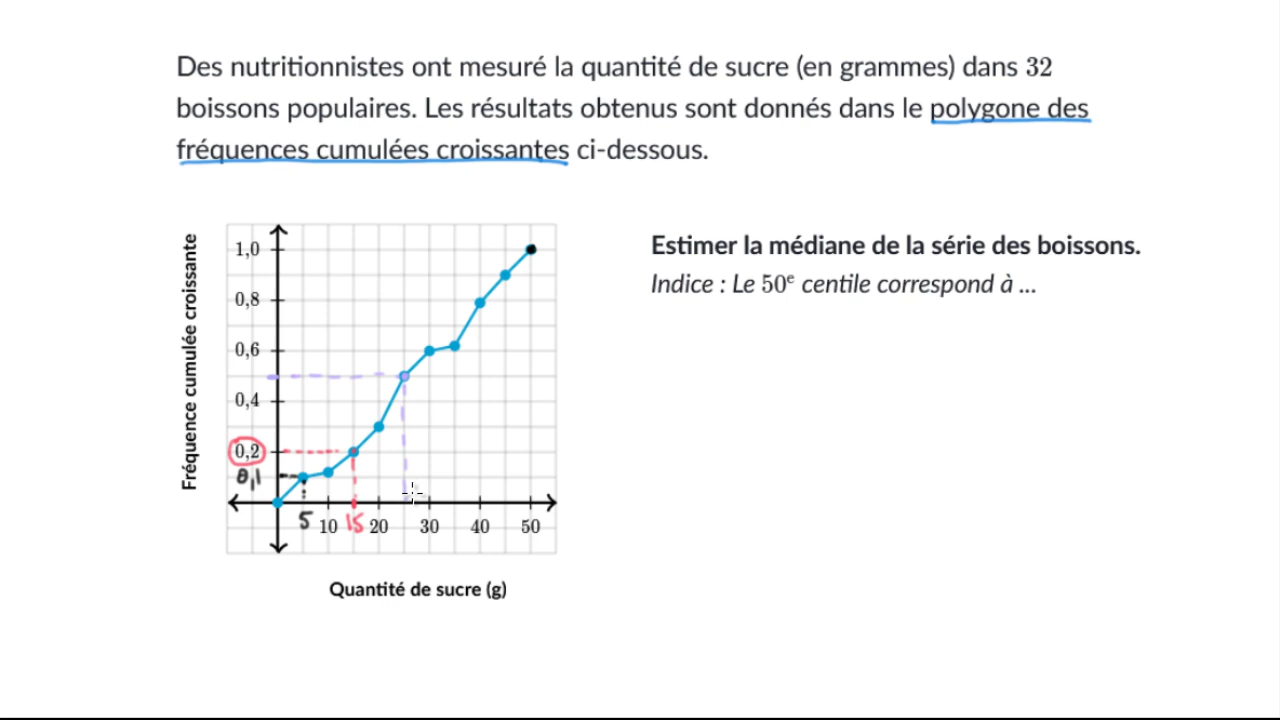 Des nutritionnistes ont mesuré la quantité de sucre (en grammes) dans 32
boissons populaires. Les résultats obtenus sont donnés dans le polygone des
fréquences cumulées croissantes ci-dessous.
Fréquence cumulée croissante
1,0
0,8
0,6
0,4
0,2
0,1
5 10 15 20 30 40 50
Quantité de sucre (g)
Estimer la médiane de la série des boissons.
Indice : Le 50e centile correspond à ...